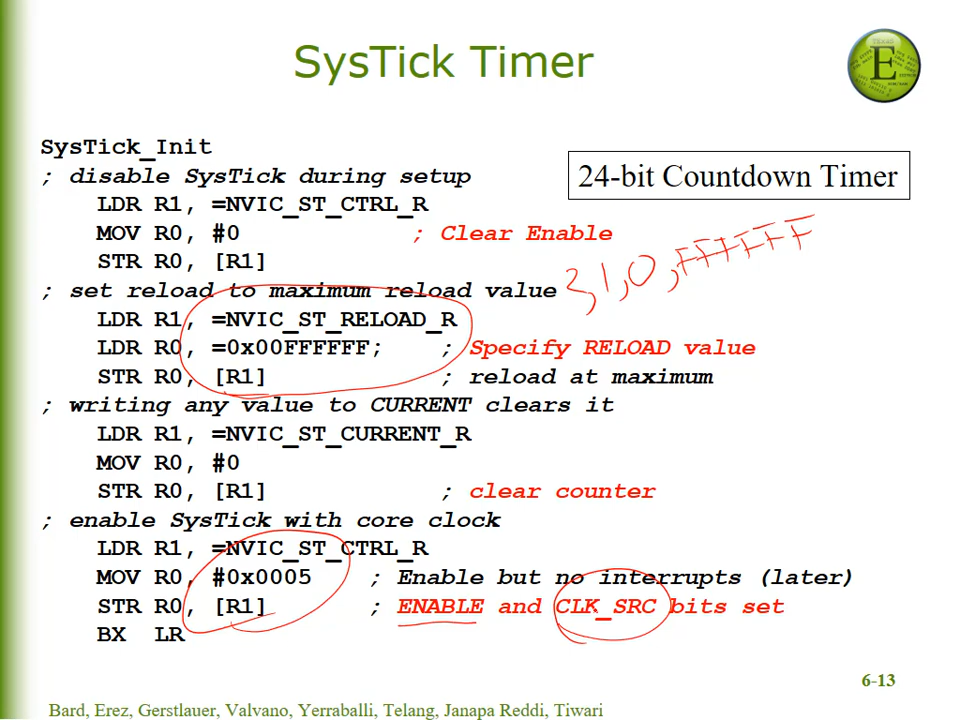 SysTick Timer
E
SysTick_Init
; disable SysTick during setup
24-bit Countdown Timer
LDR R1, =NVIC_ST_CTRL_R
MOV R0, #0 ; Clear Enable
STR R0, [R1]
2,1,0,FFFFFF
; set reload to maximum reload value
LDR R1, =NVIC_ST_RELOAD_R
LDR R0, =0x00FFFFFF; ; Specify RELOAD value
STR R0, [R1] ; reload at maximum
; writing any value to CURRENT clears it
LDR R1, =NVIC_ST_CURRENT_R
MOV R0, #0
STR R0, [R1] ; clear counter
; enable SysTick with core clock
LDR R1, =NVIC_ST_CTRL_R
MOV R0, #0x0005 ; Enable but no interrupts (later)
STR R0, [R1] ; ENABLE and CLK_SRC bits set
BX LR
6-13
Bard, Erez, Gerstlauer, Valvano, Yerraballi, Telang, Janapa Reddi, Tiwari